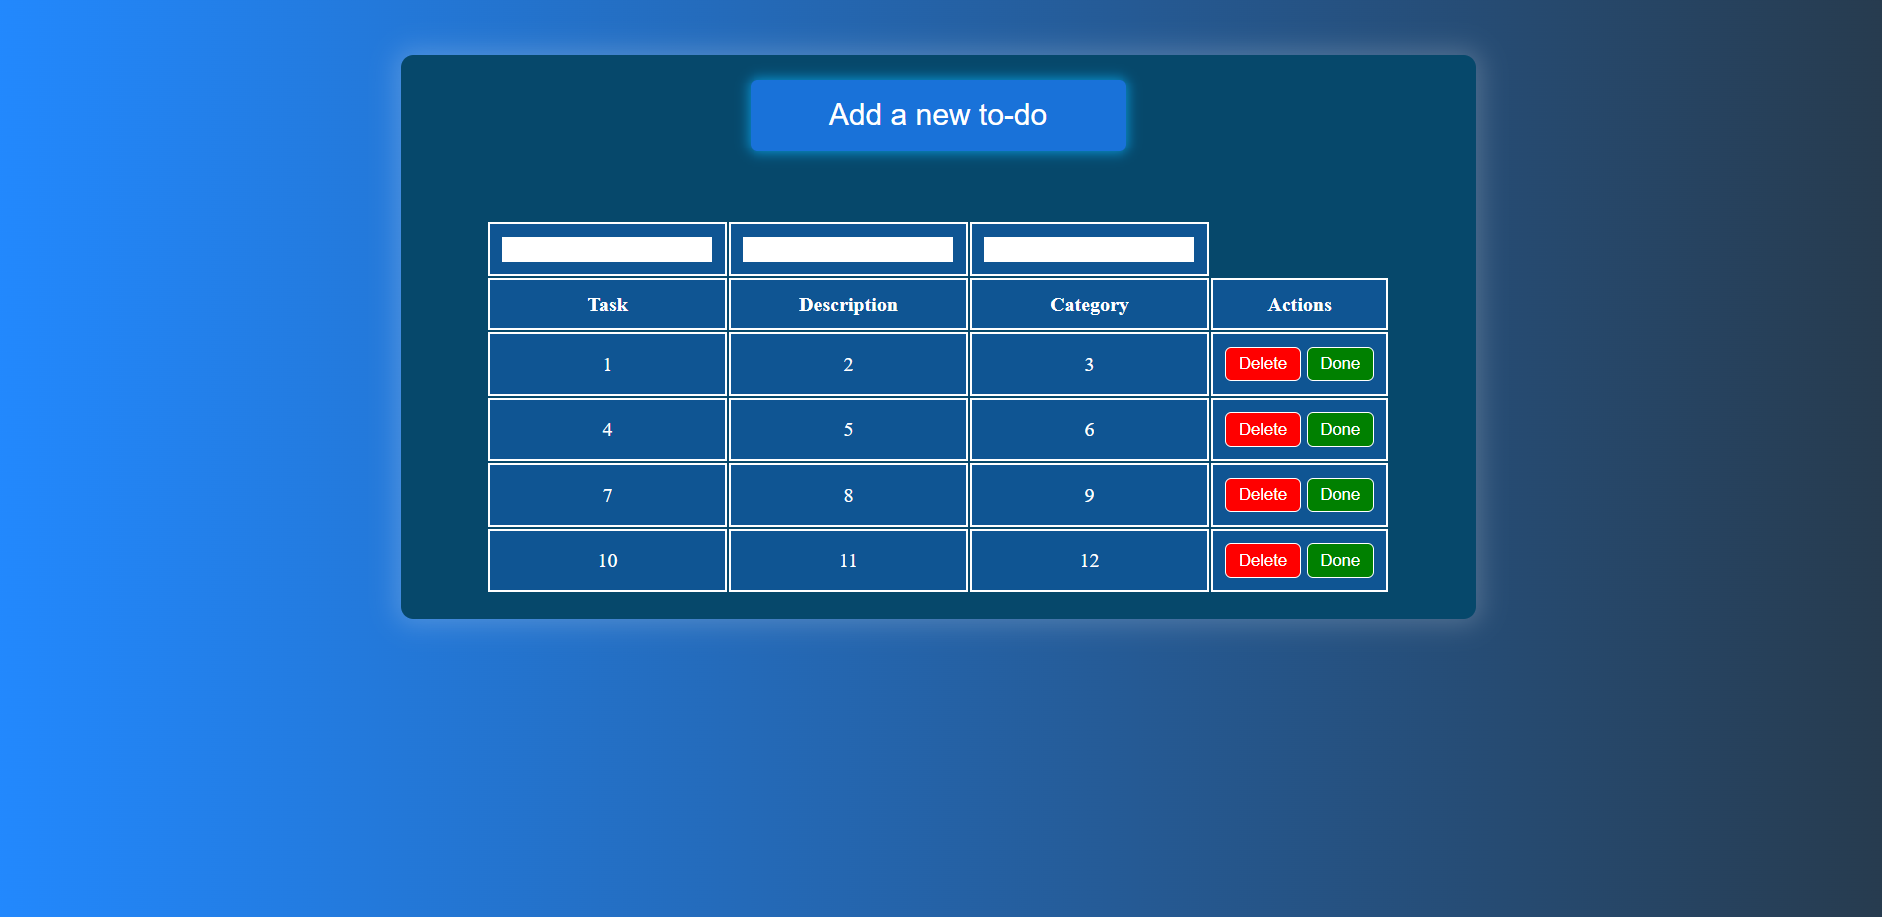 Add a new to-do
Task Description Category Actions
1 2 3 Delete Done
4 5 6 Delete Done
7 8 9 Delete Done
10 11 12 Delete Done